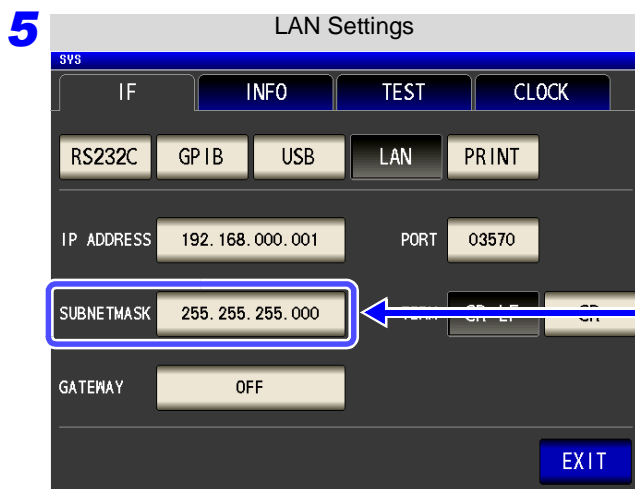 5
LAN Settings
SYS
IF INFO TEST CLOCK
RS232C GPIB USB LAN PRINT
IP ADDRESS 192.168.000.001 PORT 03570
SUBNETMASK 255.255.255.000 CR
GATEWAY OFF
EXIT